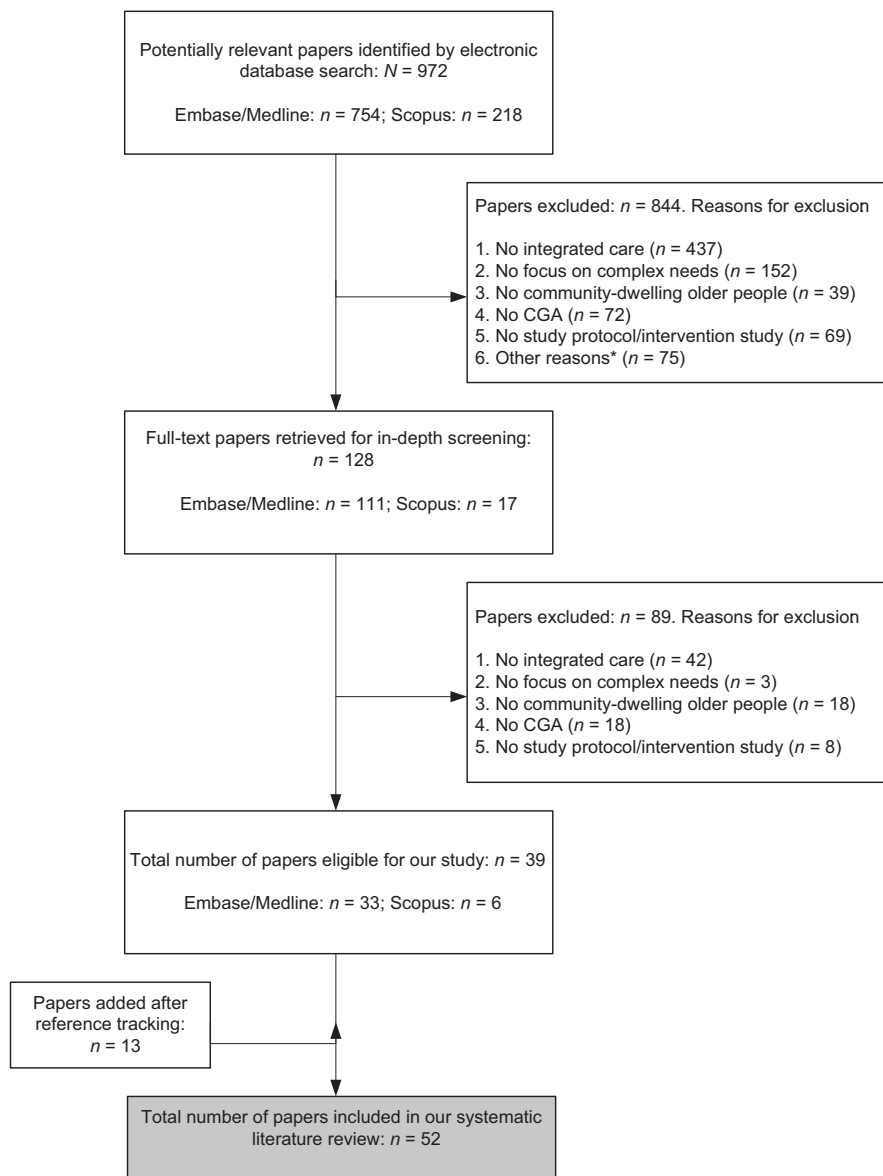 Potentially relevant papers identified by electronic
database search: N = 972
Embase/Medline: n = 754; Scopus: n = 218
Papers excluded: n = 844. Reasons for exclusion
1. No integrated care (n = 437)
2. No focus on complex needs (n = 152)
3. No community-dwelling older people (n = 39)
4. No CGA (n = 72)
5. No study protocol/intervention study (n = 69)
6. Other reasons* (n = 75)
Full-text papers retrieved for in-depth screening:
n = 128
Embase/Medline: n = 111; Scopus: n = 17
Papers excluded: n = 89. Reasons for exclusion
1. No integrated care (n = 42)
2. No focus on complex needs (n = 3)
3. No community-dwelling older people (n = 18)
4. No CGA (n = 18)
5. No study protocol/intervention study (n = 8)
Total number of papers eligible for our study: n = 39
Embase/Medline: n = 33; Scopus: n = 6
Papers added after
reference tracking:
n = 13
Total number of papers included in our systematic
literature review: n = 52